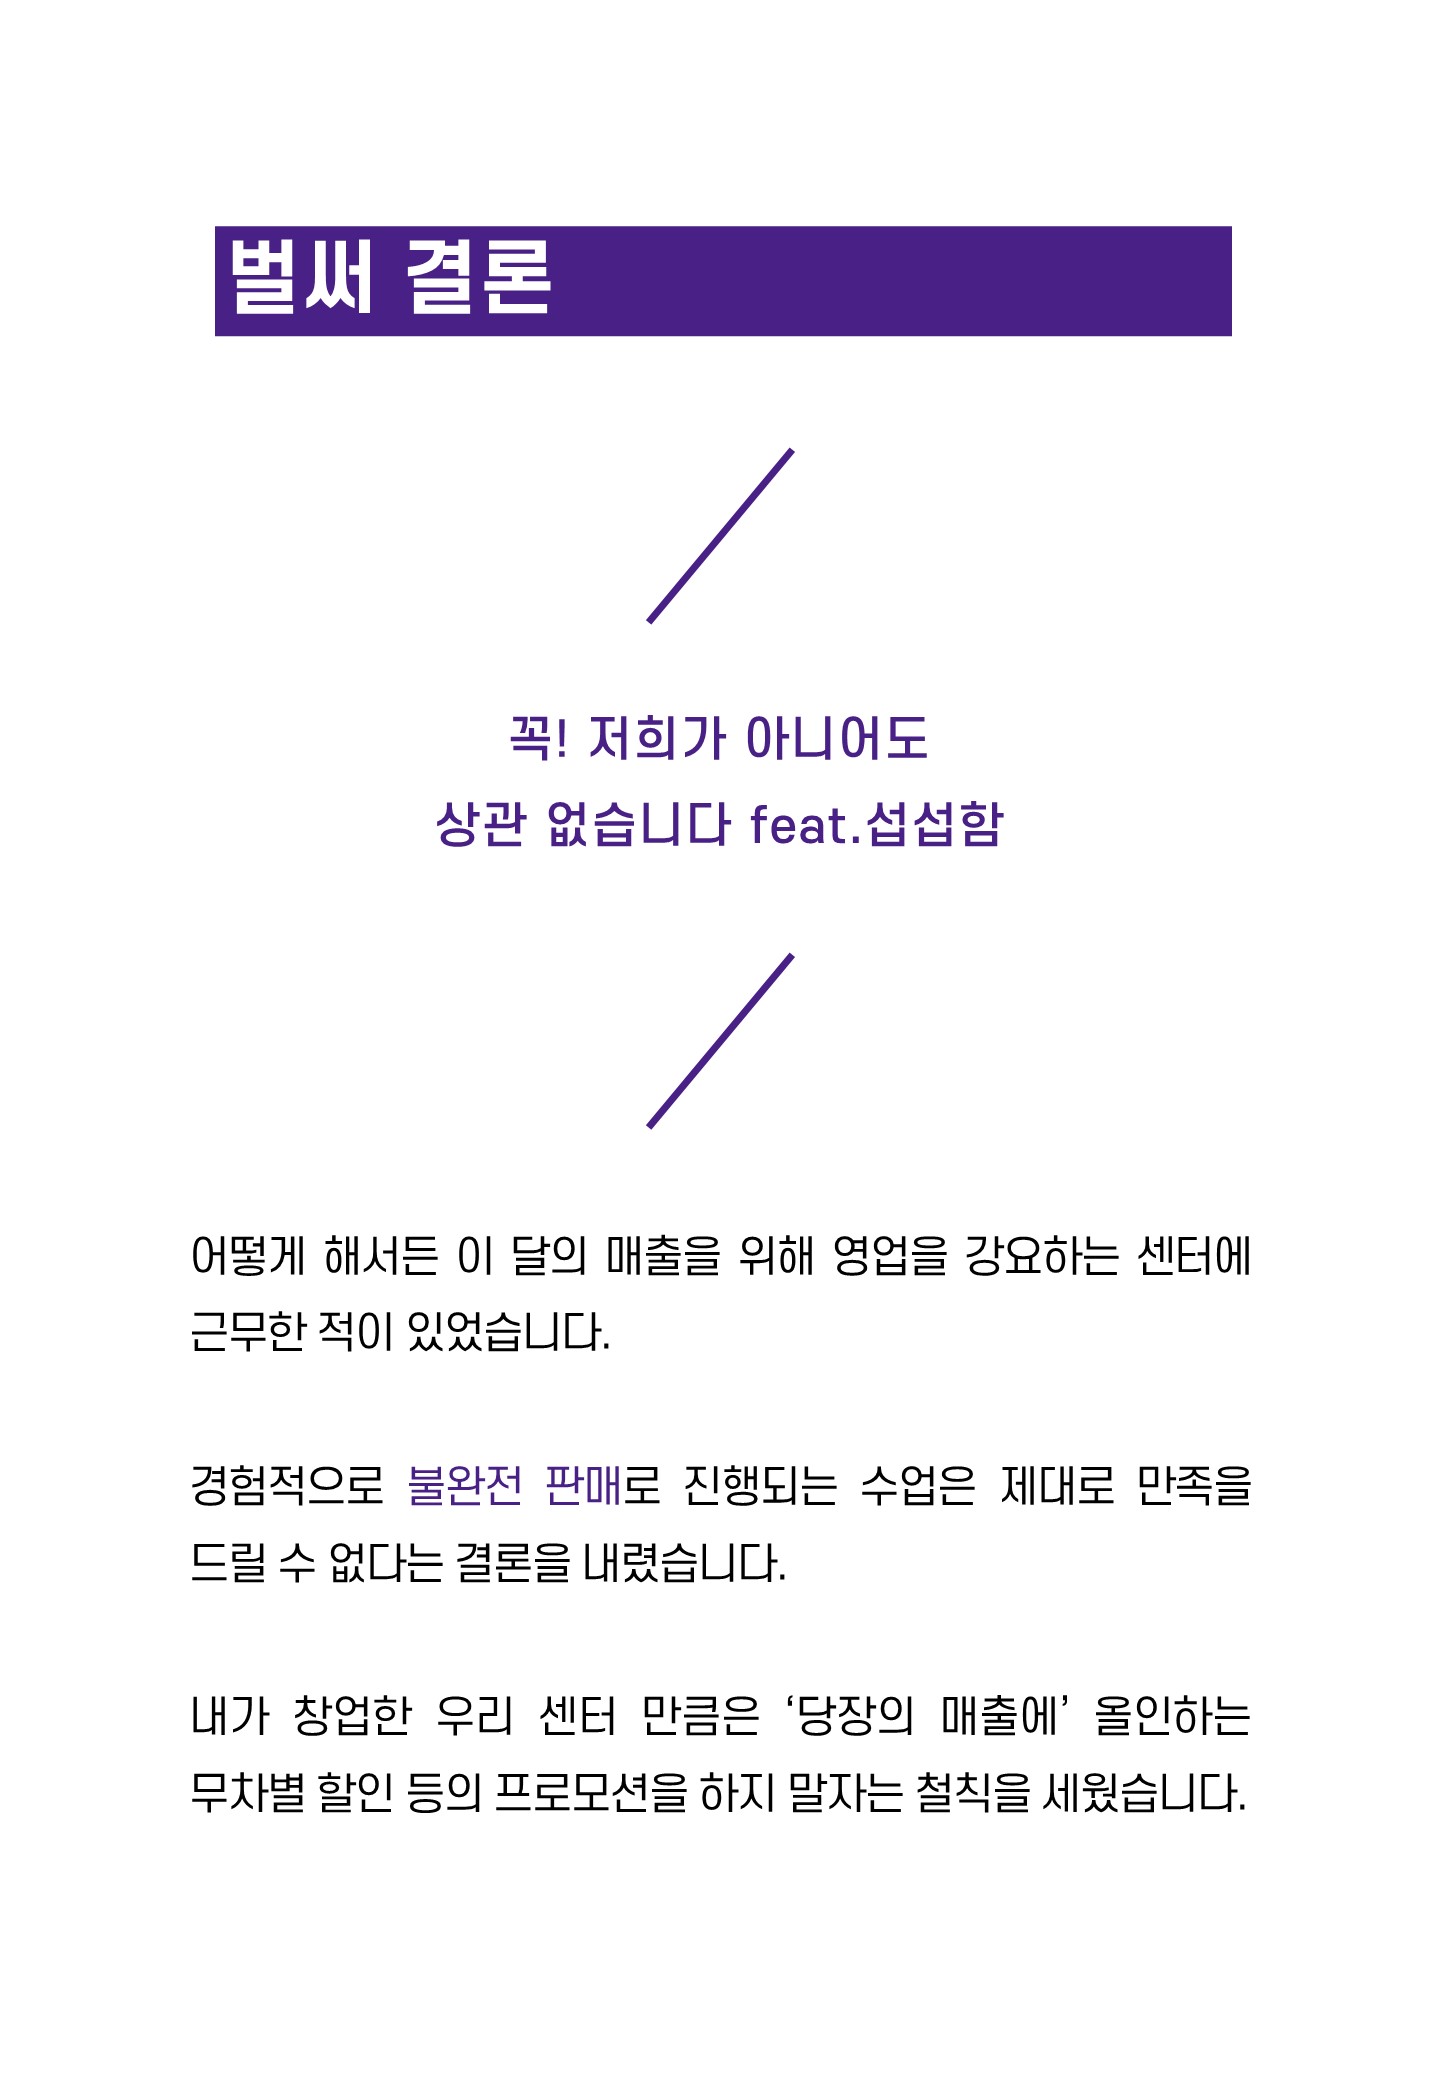 벌써 결론
꼭! 저희가 아니어도
상관 없습니다 feat.섭섭함
어떻게 해서든 이 달의 매출을 위해 영업을 강요하는 센터에
근무한 적이 있었습니다.
경험적으로 불완전 판매로 진행되는 수업은 제대로 만족을
드릴 수 없다는 결론을 내렸습니다.
내가 창업한 우리 센터 만큼은 ‘당장의 매출에’ 올인하는
무차별 할인 등의 프로모션을 하지 말자는 철칙을 세웠습니다.